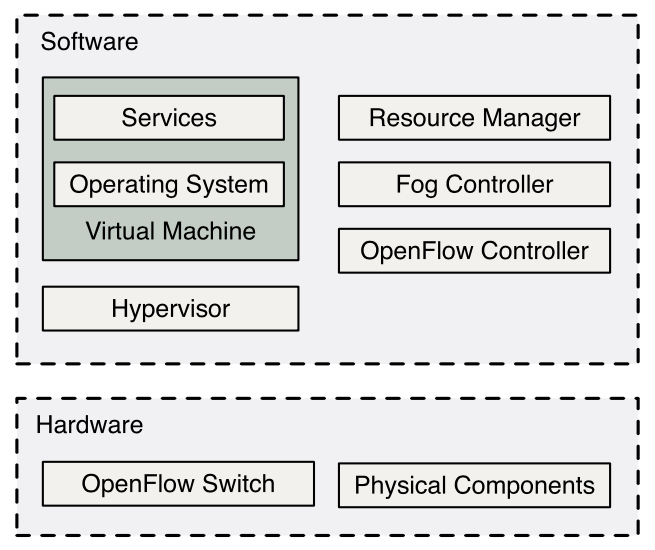 Software
Services
Operating System
Virtual Machine
Hypervisor
Resource Manager
Fog Controller
OpenFlow Controller
Hardware
OpenFlow Switch
Physical Components